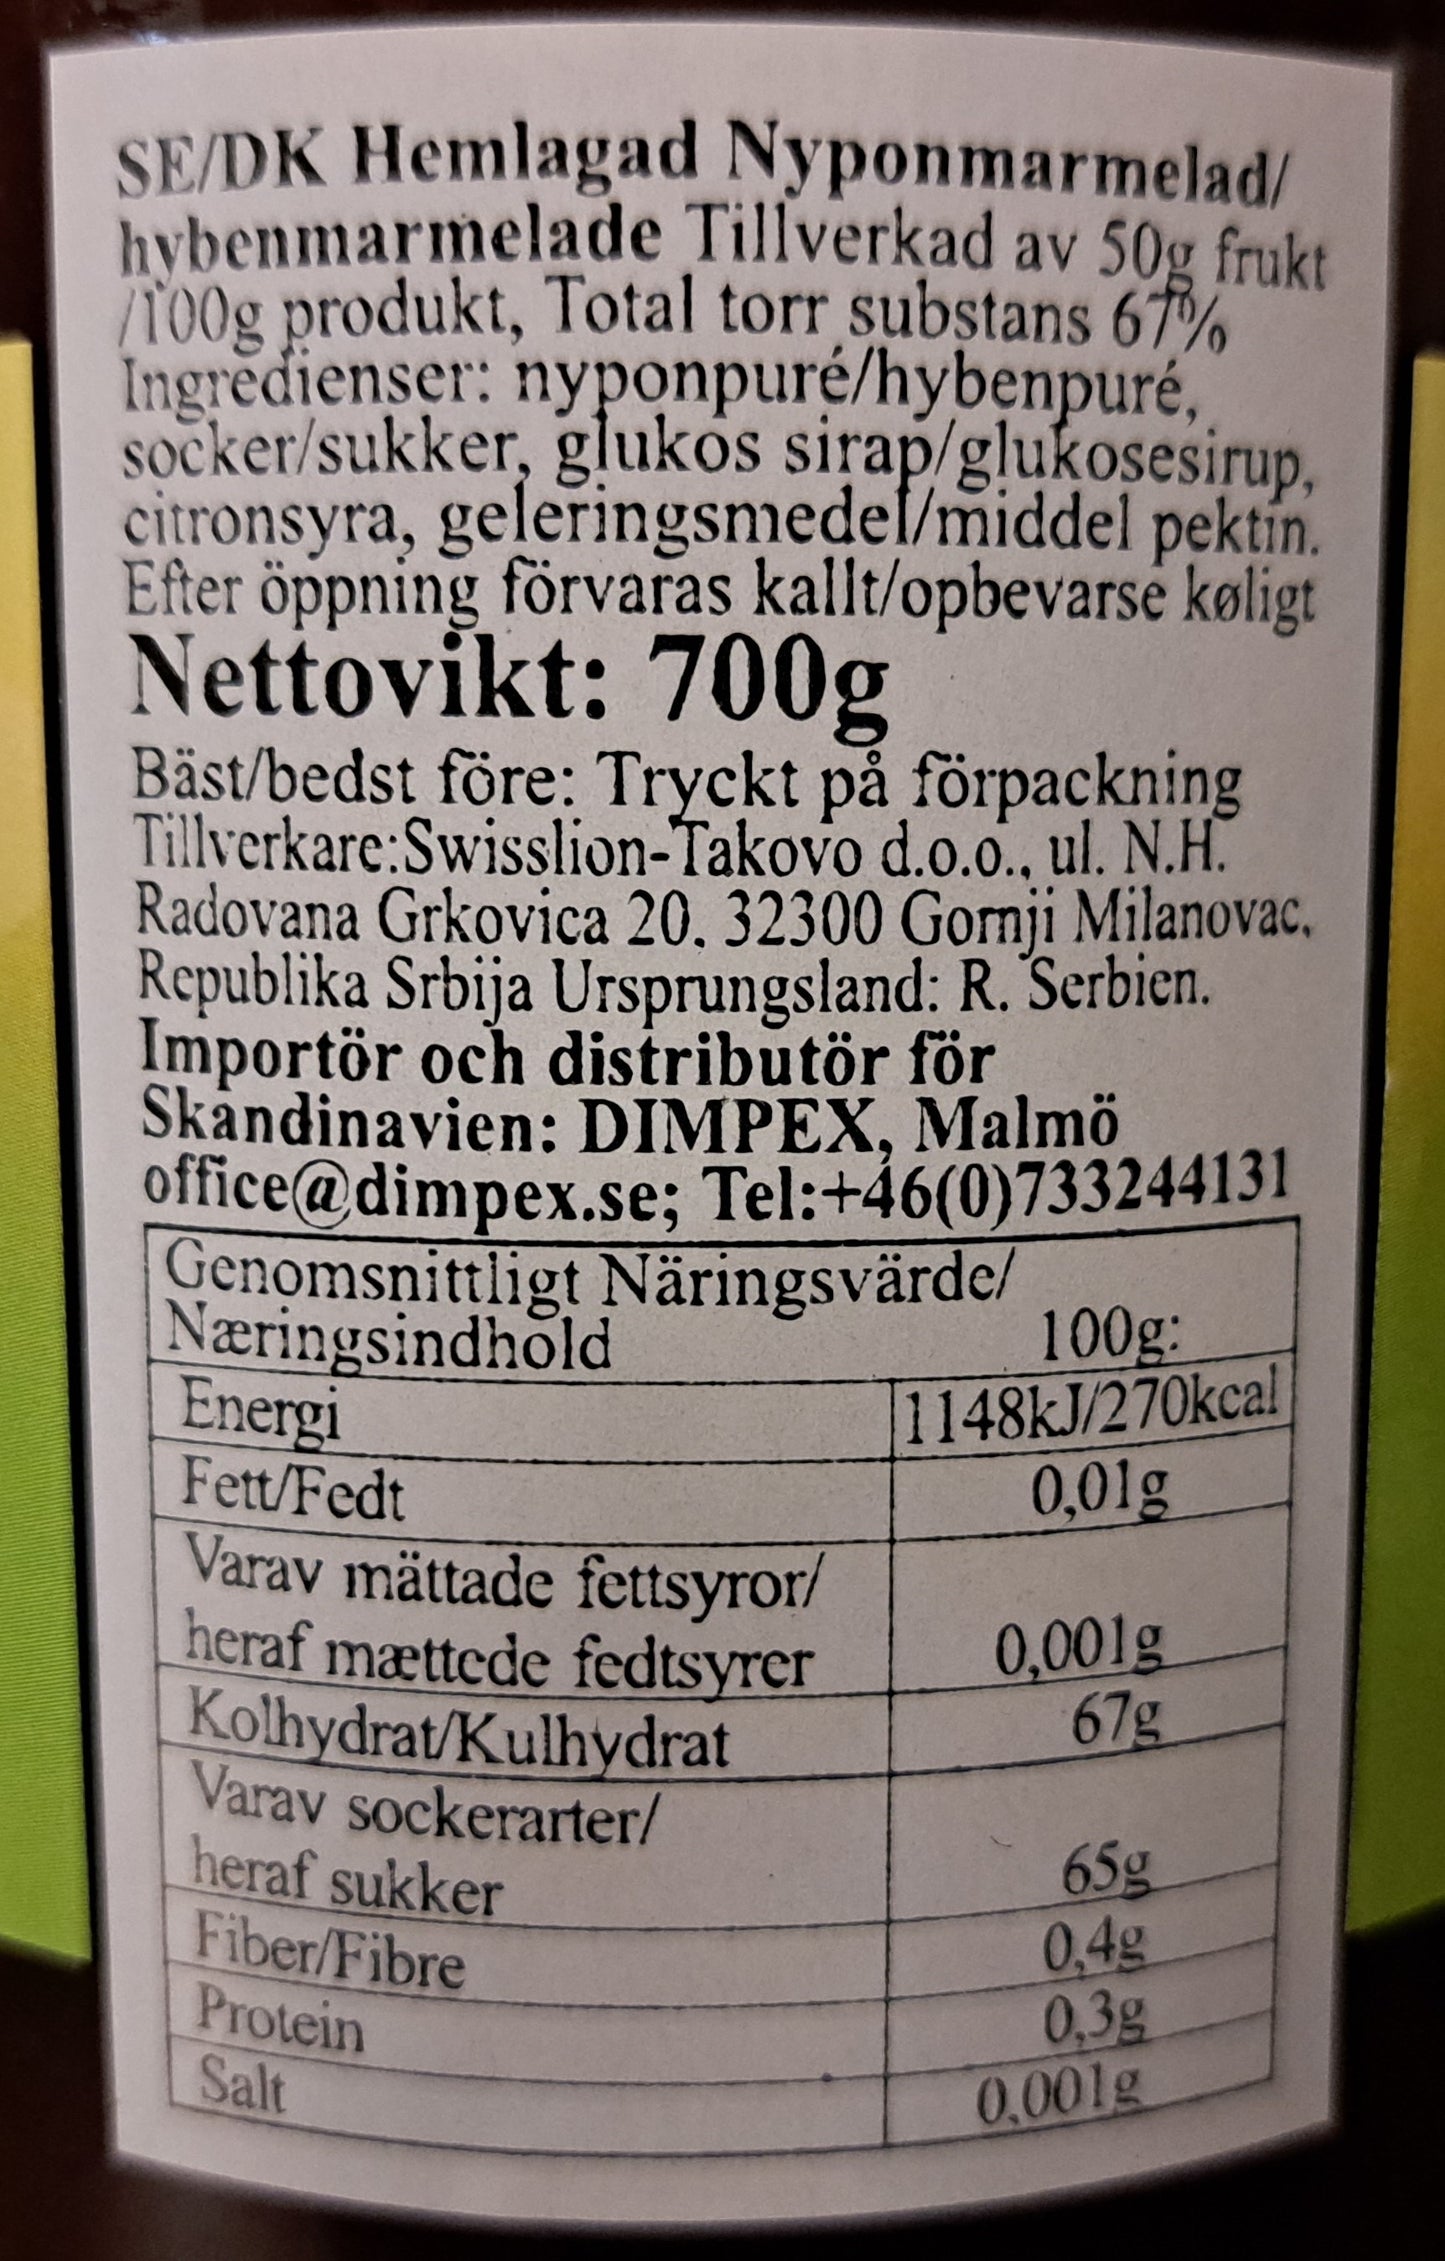 SE/DK Hemlagad Nyponmarmelad/
hybenmarmelade Tillverkad av 50g frukt
/100g produkt, Total torr substans 67%
Ingredienser: nyponpuré/hybenpuré,
socker/sukker, glukos sirap/glukosesirup,
citronsyra, geleringsmedel/middel pektin.
Efter öppning förvaras kallt/opbevarse køligt
Nettovikt: 700g
Bäst/bedst före: Tryckt på förpackning
Tillverkare:Swisslion-Takovo d.o.o., ul. N.H.
Radovana Grkovica 20. 32300 Gornji Milanovac,
Republika Srbija Ursprungsland: R. Serbien.
Importör och distributör för
Skandinavien: DIMPEX, Malmö
office@dimpex.se; Tel:+46(0)733244131
Genomsnittligt Näringsvärde/
Næringsindhold 100g:
Energi 1148kJ/270kcal
Fett/Fedt 0,01g
Varav mättade fettsyror/
heraf mættede fedtsyrer 0,001g
Kolhydrat/Kulhydrat 67g
Varav sockerarter/
heraf sukker 65g
Fiber/Fibre 0,4g
Protein 0,3g
Salt 0,001g